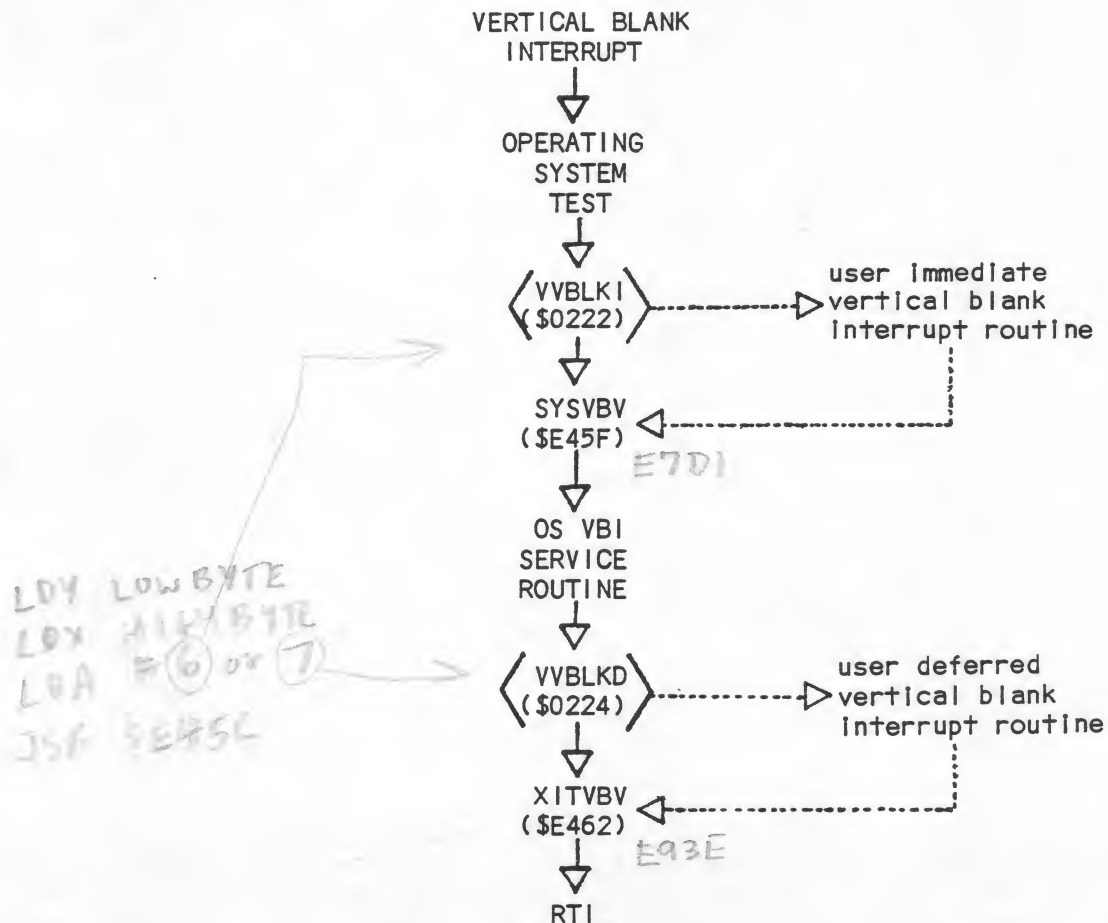 VERTICAL BLANK
INTERRUPT
OPERATING
SYSTEM
TEST
VVBLKI
($0222)
user immediate
vertical blank
interrupt routine
SYSVBV
($E45F)
E7D1
OS VBI
SERVICE
ROUTINE
LDY LOWBYTE
LDX
LDA #6 or 7
JSR $E45C
VVBLKD
($0224)
user deferred
vertical blank
interrupt routine
XITVBV
($E462)
E93E
RTI